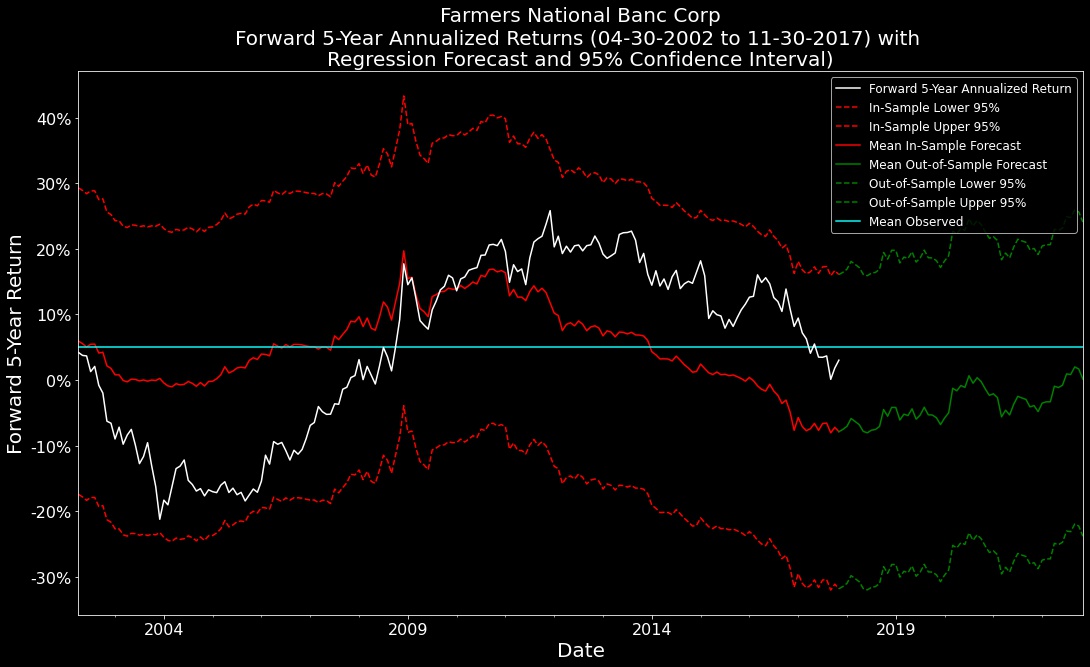 Farmers National Banc Corp
Forward 5-Year Annualized Returns (04-30-2002 to 11-30-2017) with
Regression Forecast and 95% Confidence Interval)
Forward 5-Year Annualized Return
In-Sample Lower 95%
In-Sample Upper 95%
Mean In-Sample Forecast
Mean Out-of-Sample Forecast
Out-of-Sample Lower 95%
Out-of-Sample Upper 95%
Mean Observed
Forward 5-Year Return
40%
30%
20%
10%
0%
-10%
-20%
-30%
2004
2009
2014
2019
Date